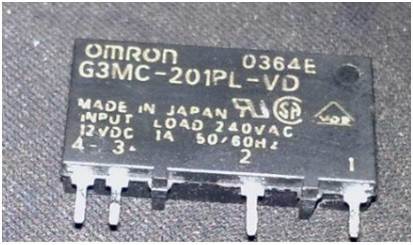 OMRON 0364E
G3MC-201PL-VD
MADE IN JAPAN
INPUT LOAD 240VAC
12VDC 1A 50/60Hz
4- 3+ 2 1